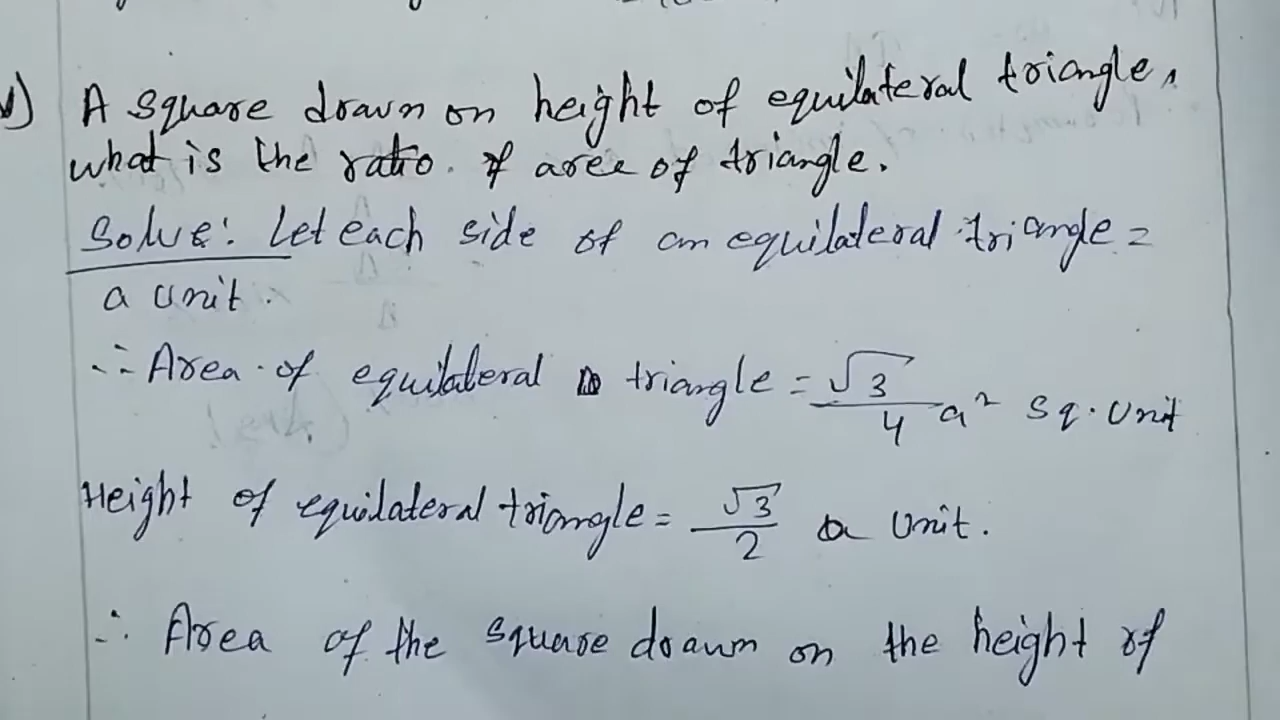 A square drawn on height of equilateral triangle,
what is the ratio. of area of triangle.
Solve: Let each side of an equilateral triangle =
a unit.
∴ Area of equilateral triangle = √3/4 a² sq. unit
Height of equilateral triangle = √3/2 a unit.
∴ Area of the square drawn on the height of